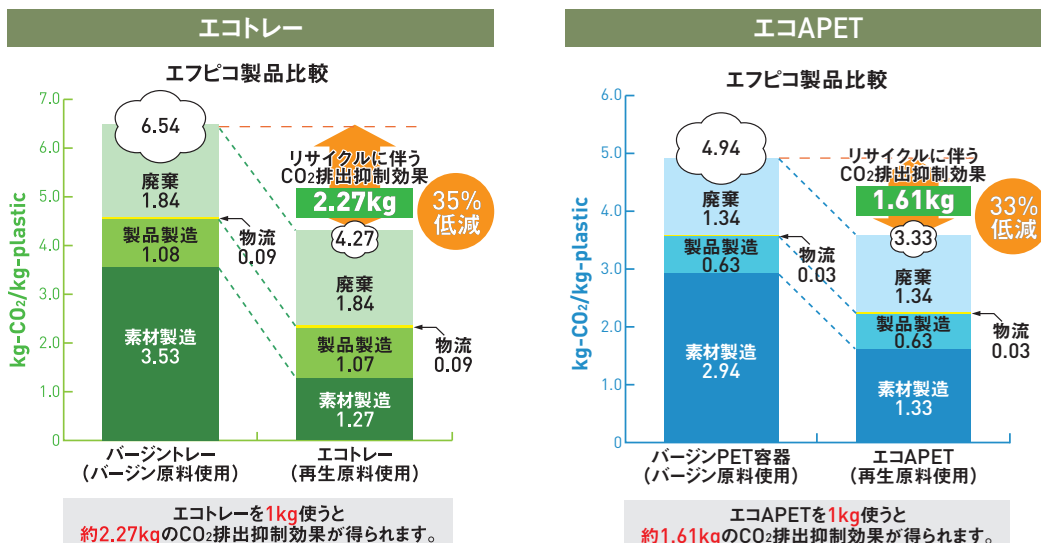 エコトレー
エフピコ製品比較
kg-CO2/kg-plastic
7.0
6.0
5.0
4.0
3.0
2.0
1.0
0
6.54
廃棄
1.84
物流
0.09
製品製造
1.08
素材製造
3.53
リサイクルに伴う
CO2排出抑制効果
2.27kg
35%
低減
4.27
廃棄
1.84
物流
0.09
製品製造
1.07
素材製造
1.27
バージントレー
(バージン原料使用)
エコトレー
(再生原料使用)
エコトレーを1kg使うと
約2.27kgのCO2排出抑制効果が得られます。
エコAPET
エフピコ製品比較
kg-CO2/kg-plastic
6.0
5.0
4.0
3.0
2.0
1.0
0
4.94
廃棄
1.34
物流
0.03
製品製造
0.63
素材製造
2.94
リサイクルに伴う
CO2排出抑制効果
1.61kg
33%
低減
3.33
廃棄
1.34
物流
0.03
製品製造
0.63
素材製造
1.33
バージンPET容器
(バージン原料使用)
エコAPET
(再生原料使用)
エコAPETを1kg使うと
約1.61kgのCO2排出抑制効果が得られます。